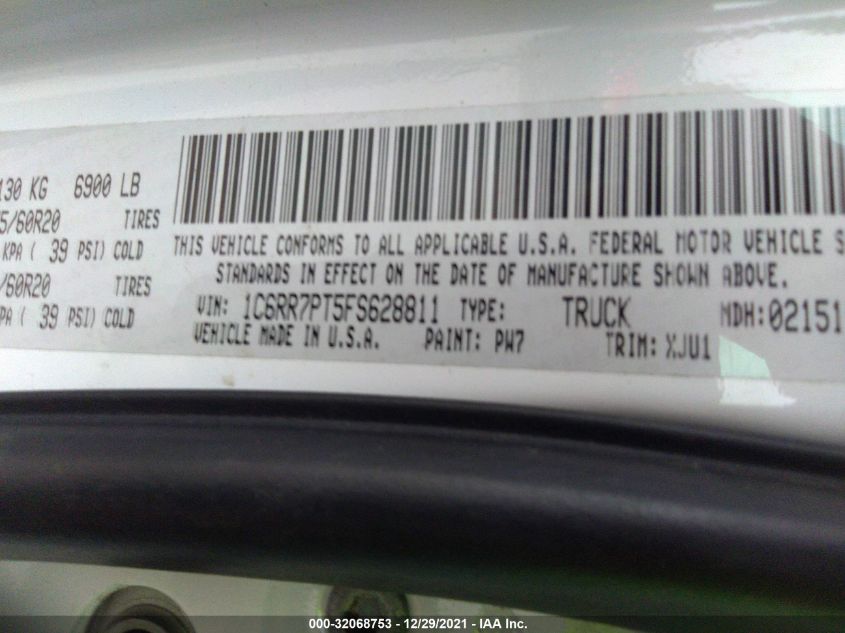 130 KG 6900 LB
5/60R20 TIRES
KPA ( 39 PSI) COLD
/60R20 TIRES
PA ( 39 PSI) COLD
THIS VEHICLE CONFORMS TO ALL APPLICABLE U.S.A. FEDERAL MOTOR VEHICLE S
STANDARDS IN EFFECT ON THE DATE OF MANUFACTURE SHOWN ABOVE.
VIN: 1C6RR7PT5FS628811 TYPE: TRUCK MDH: 02151
VEHICLE MADE IN U.S.A. PAINT: PW7 TRIM: XJU1
000-32068753 - 12/29/2021 - IAA Inc.